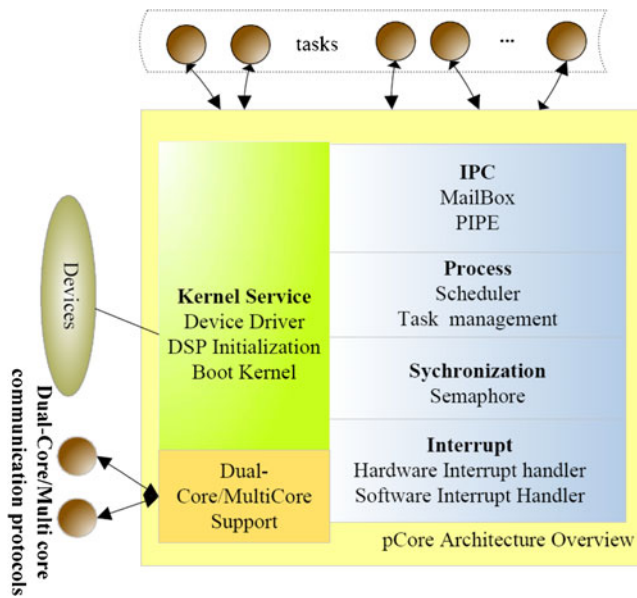 tasks
...
IPC
MailBox
PIPE
Process
Scheduler
Task management
Sychronization
Semaphore
Interrupt
Hardware Interrupt handler
Software Interrupt Handler
Kernel Service
Device Driver
DSP Initialization
Boot Kernel
Dual-
Core/MultiCore
Support
Devices
Dual-Core/Multi core
communication protocols
pCore Architecture Overview